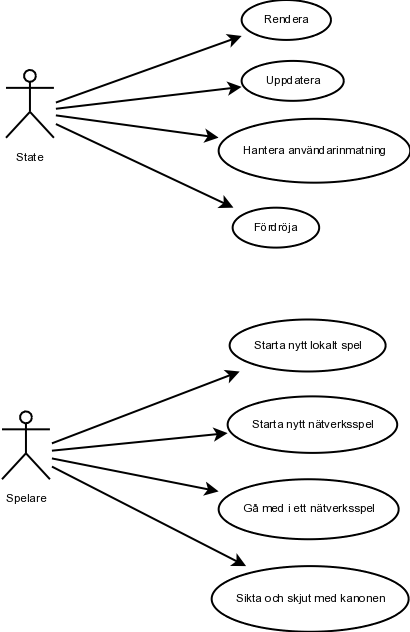 Rendera
Uppdatera
Hantera användarinmatning
Fördröja
State
Starta nytt lokalt spel
Starta nytt nätverksspel
Gå med i ett nätverksspel
Sikta och skjut med kanonen
Spelare